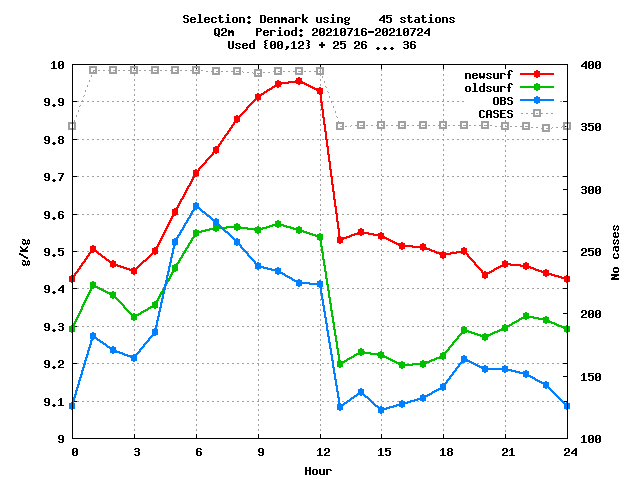 Selection: Denmark using    45 stations
Q2m   Period: 20210716-20210724
Used {00,12} + 25 26 ... 36
newsurf
oldsurf
OBS
CASES
10
9.9
9.8
9.7
9.6
9.5
9.4
9.3
9.2
9.1
9
g/Kg
400
350
300
250
200
150
100
No cases
0 3 6 9 12 15 18 21 24
Hour